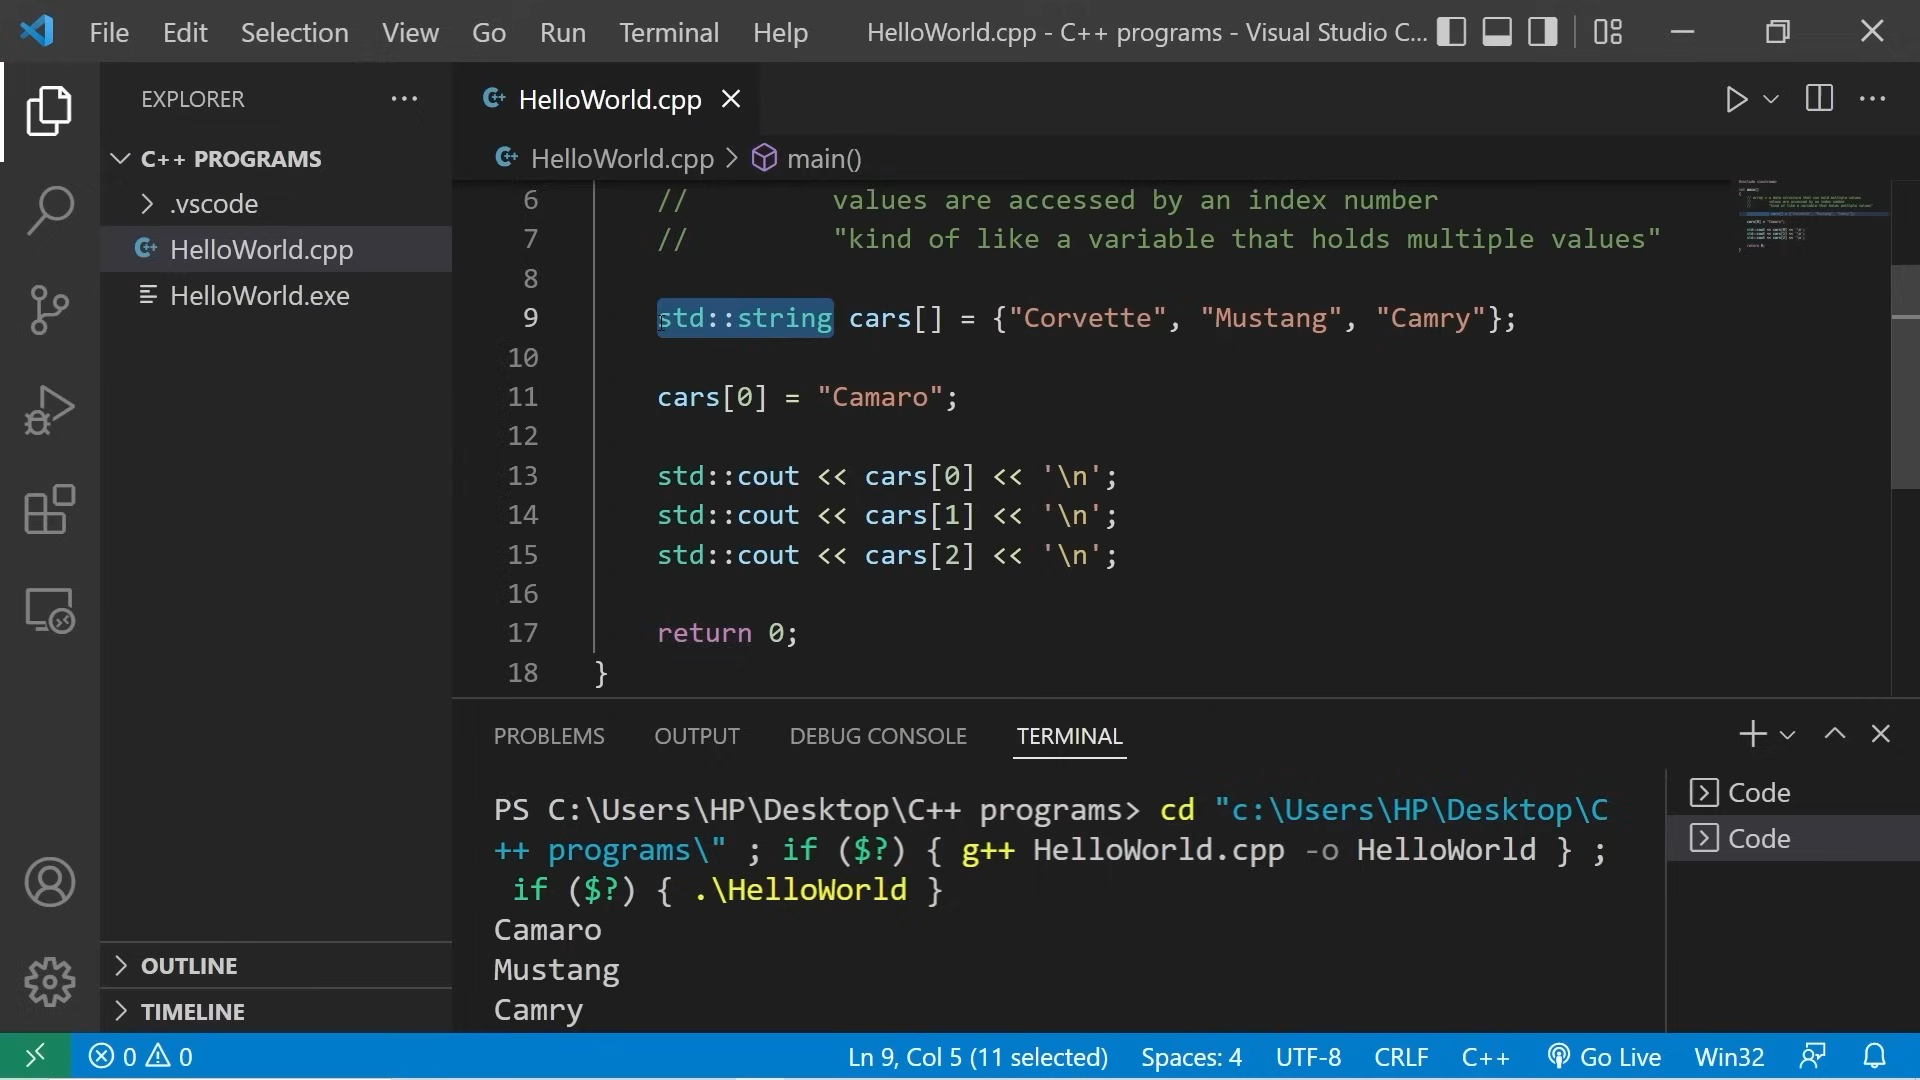 File Edit Selection View Go Run Terminal Help HelloWorld.cpp - C++ programs - Visual Studio C...
EXPLORER
C++ PROGRAMS
.vscode
HelloWorld.cpp
HelloWorld.exe
OUTLINE
TIMELINE
HelloWorld.cpp
HelloWorld.cpp > main()
6 // values are accessed by an index number
7 // "kind of like a variable that holds multiple values"
8
9 std::string cars[] = {"Corvette", "Mustang", "Camry"};
10
11 cars[0] = "Camaro";
12
13 std::cout << cars[0] << '\n';
14 std::cout << cars[1] << '\n';
15 std::cout << cars[2] << '\n';
16
17 return 0;
18 }
PROBLEMS OUTPUT DEBUG CONSOLE TERMINAL
PS C:\Users\HP\Desktop\C++ programs> cd "c:\Users\HP\Desktop\C
++ programs\" ; if ($?) { g++ HelloWorld.cpp -o HelloWorld } ;
if ($?) { .\HelloWorld }
Camaro
Mustang
Camry
Code
Code
0 0 Ln 9, Col 5 (11 selected) Spaces: 4 UTF-8 CRLF C++ Go Live Win32